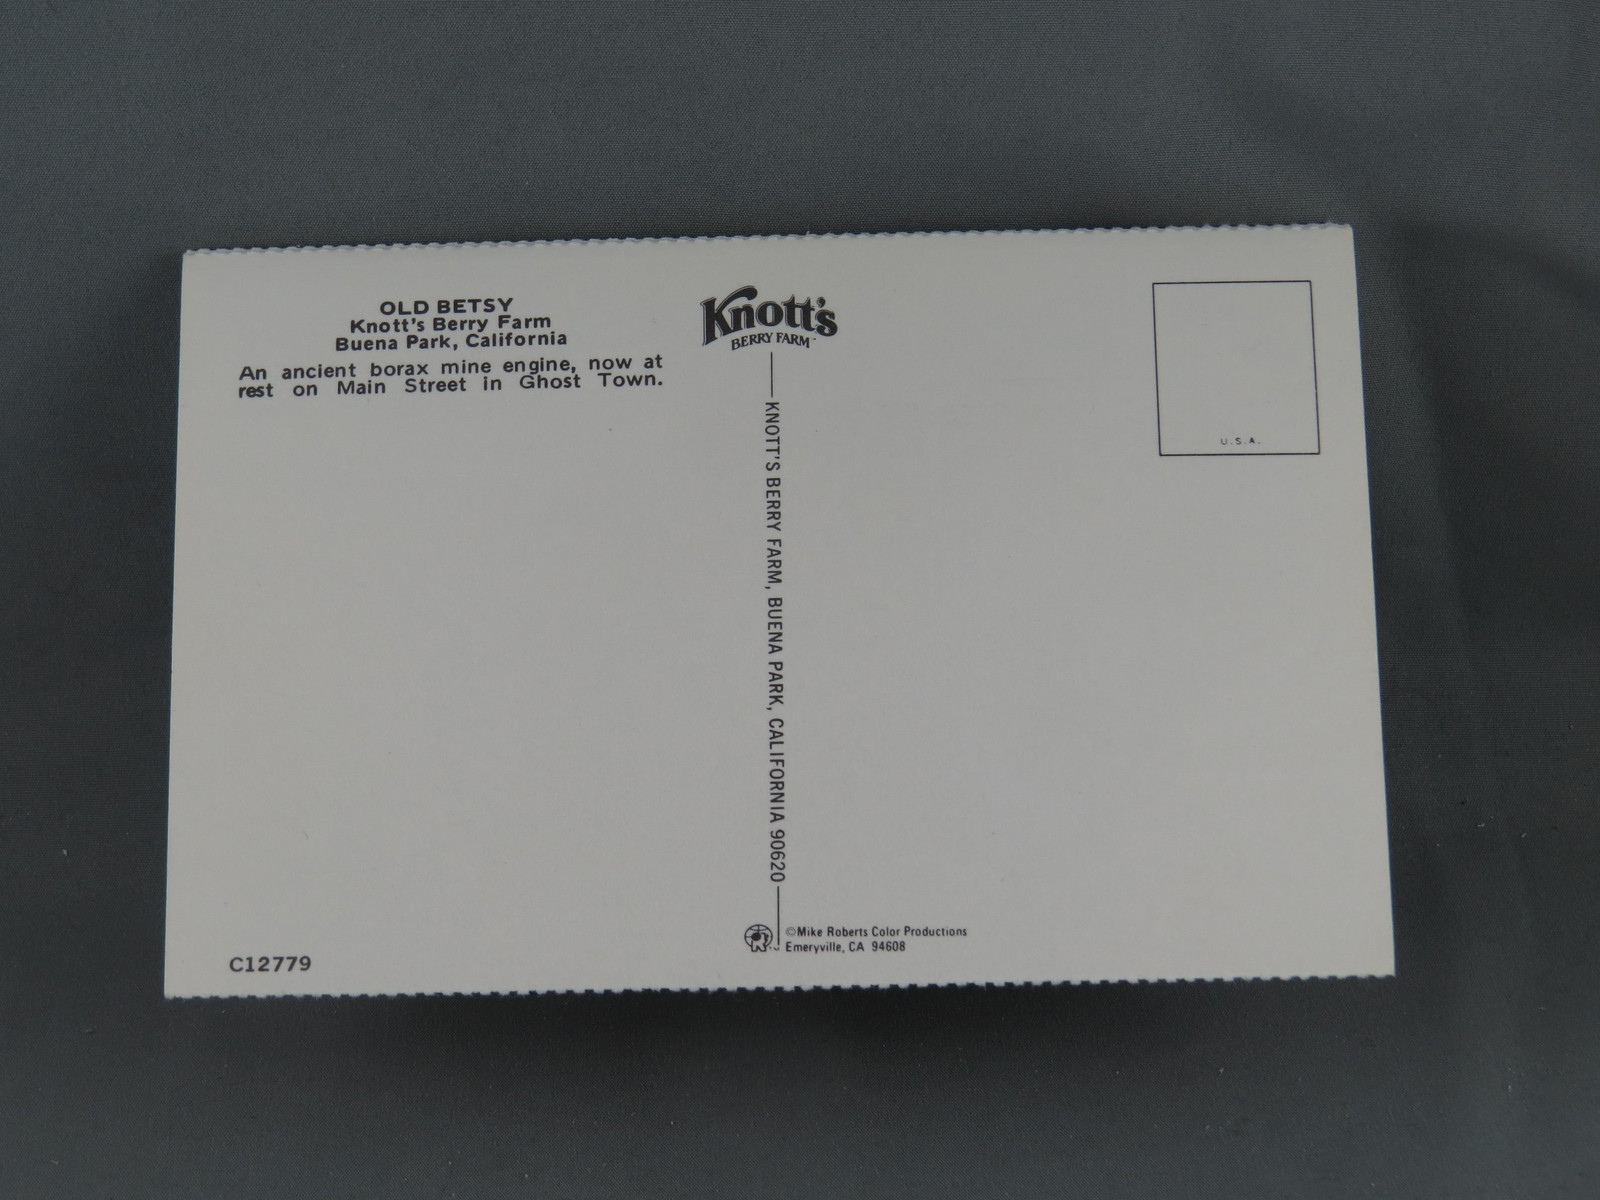 OLD BETSY
Knott's Berry Farm
Buena Park, California
An ancient borax mine engine, now at
rest on Main Street in Ghost Town.
Knott's
BERRY FARM™
KNOTT'S BERRY FARM, BUENA PARK, CALIFORNIA 90620
U.S.A.
©Mike Roberts Color Productions
Emeryville, CA 94608
C12779